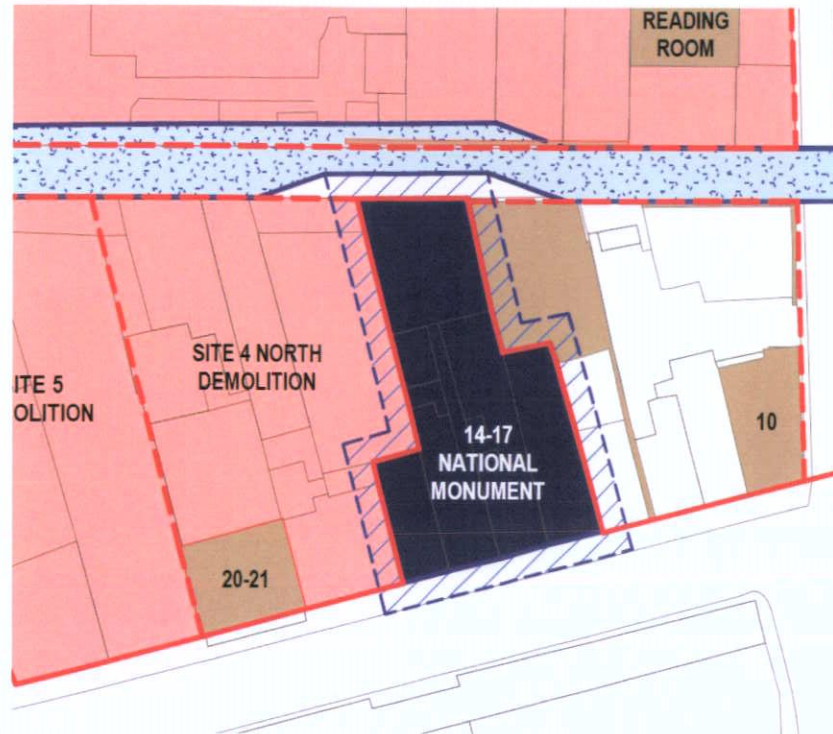 READING
ROOM
SITE 4 NORTH
DEMOLITION
ITE 5
OLITION
14-17
NATIONAL
MONUMENT
10
20-21